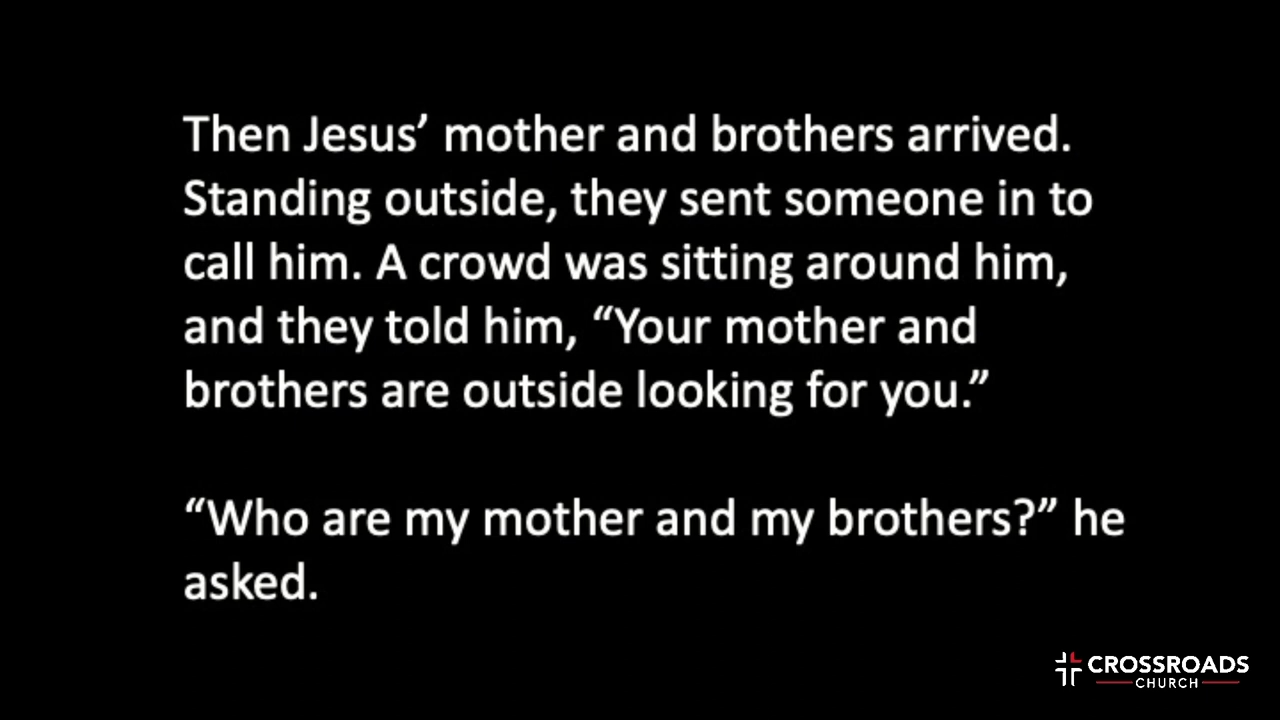 Then Jesus’ mother and brothers arrived.
Standing outside, they sent someone in to
call him. A crowd was sitting around him,
and they told him, “Your mother and
brothers are outside looking for you.”
“Who are my mother and my brothers?” he
asked.
CROSSROADS
CHURCH